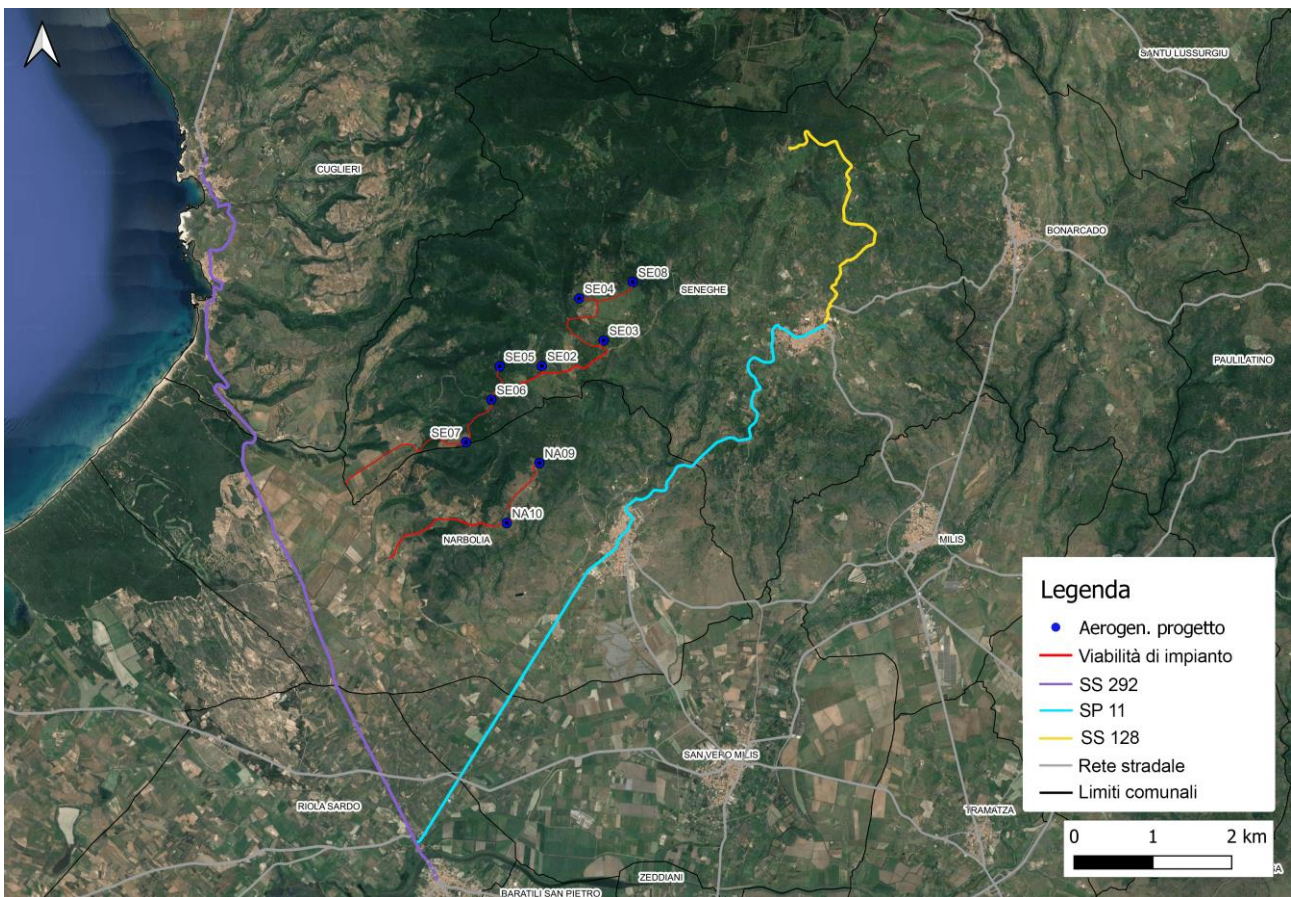 SANTU LUSSURGIU
CUGLIERI
BONARCADO
SE08
SE04
SENEGHE
SE03
PAULILATINO
SE05
SE02
SE06
SE07
NA09
NA10
NARBOLIA
MILIS
Legenda
Aerogen. progetto
Viabilità di impianto
SS 292
SP 11
SS 128
Rete stradale
Limiti comunali
SAN VERO MILIS
RIOLA SARDO
TRAMATZA
0 1 2 km
ZEDDIANI
BARATILI SAN PIETRO